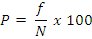 P = f/N x 100